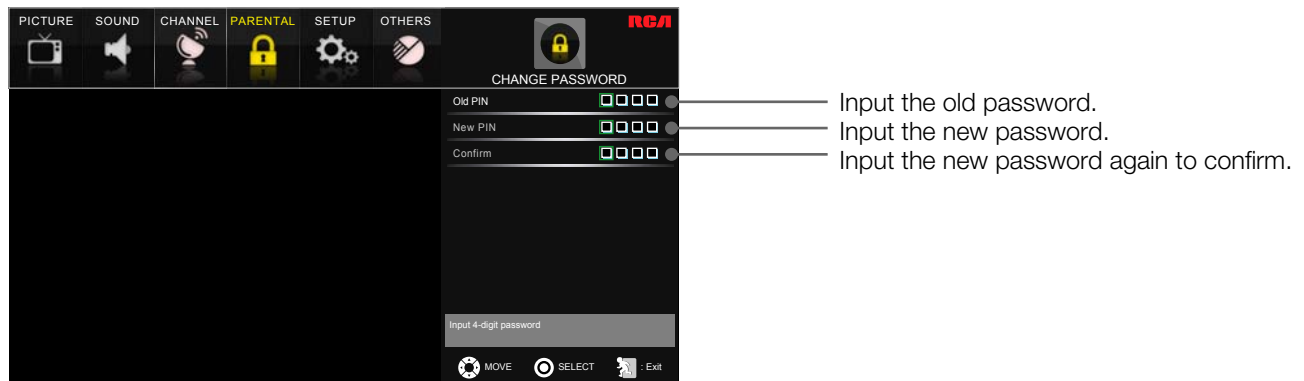 PICTURE SOUND CHANNEL PARENTAL SETUP OTHERS
RCA
CHANGE PASSWORD
Old PIN
Input the old password.
New PIN
Input the new password.
Confirm
Input the new password again to confirm.
Input 4-digit password
MOVE SELECT : Exit